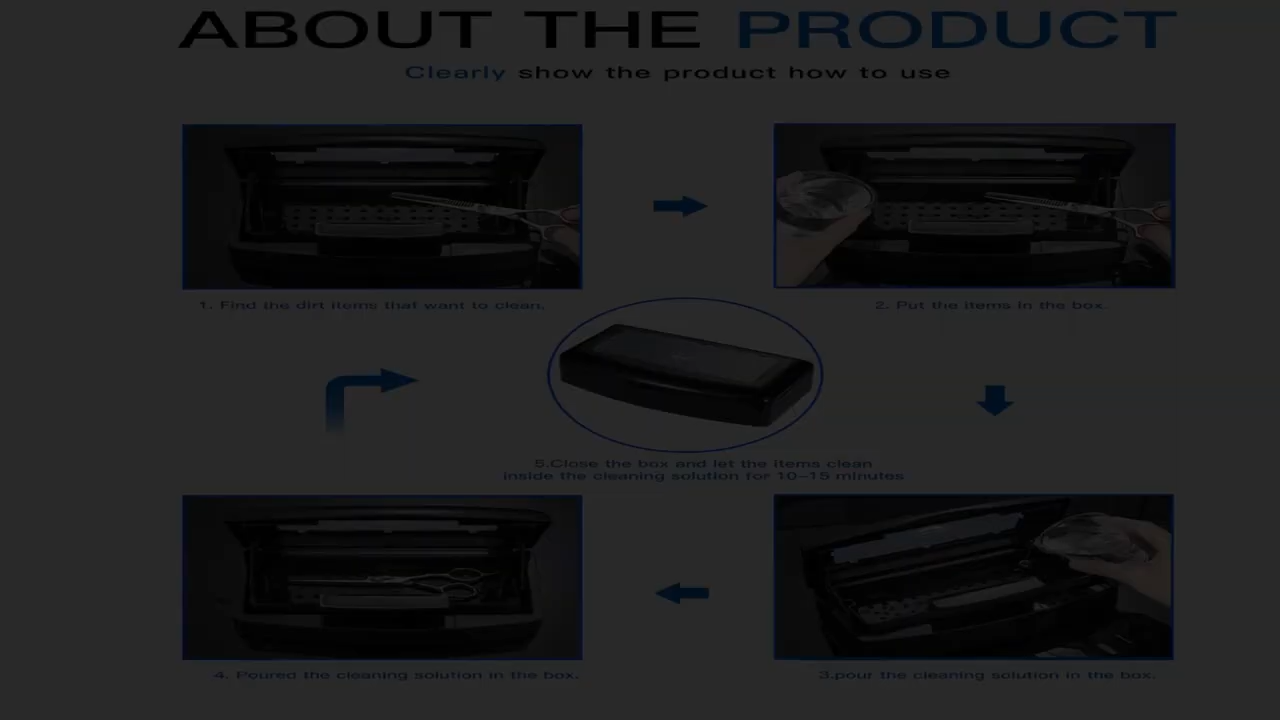 ABOUT THE PRODUCT
Clearly show the product how to use
1. Find the dirt items that want to clean.
2. Put the items in the box.
5.Close the box and let the items clean
inside the cleaning solution for 10-15 minutes
4. Poured the cleaning solution in the box.
3.pour the cleaning solution in the box.